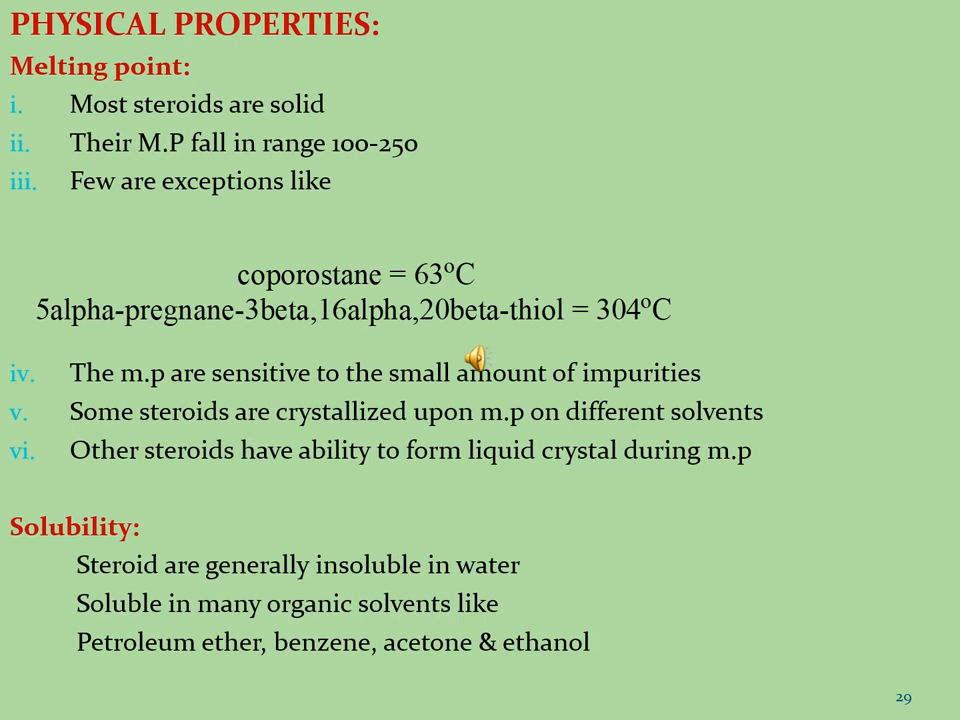 PHYSICAL PROPERTIES:
Melting point:
i. Most steroids are solid
ii. Their M.P fall in range 100-250
iii. Few are exceptions like
coporostane = 63ºC
5alpha-pregnane-3beta,16alpha,20beta-thiol = 304ºC
iv. The m.p are sensitive to the small amount of impurities
v. Some steroids are crystallized upon m.p on different solvents
vi. Other steroids have ability to form liquid crystal during m.p
Solubility:
Steroid are generally insoluble in water
Soluble in many organic solvents like
Petroleum ether, benzene, acetone & ethanol
29